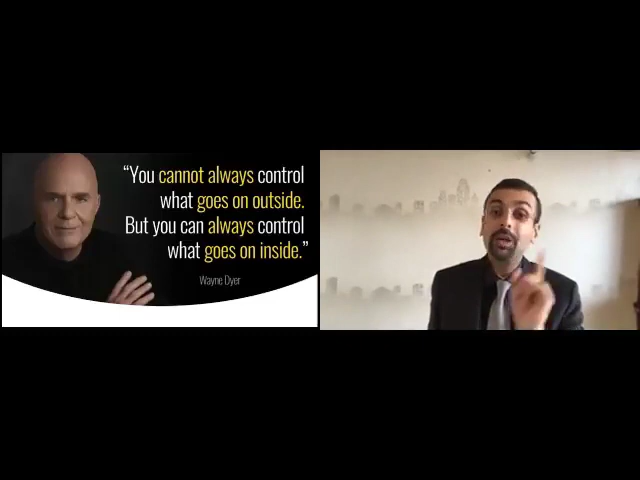 “You cannot always control
what goes on outside.
But you can always control
what goes on inside.”
Wayne Dyer